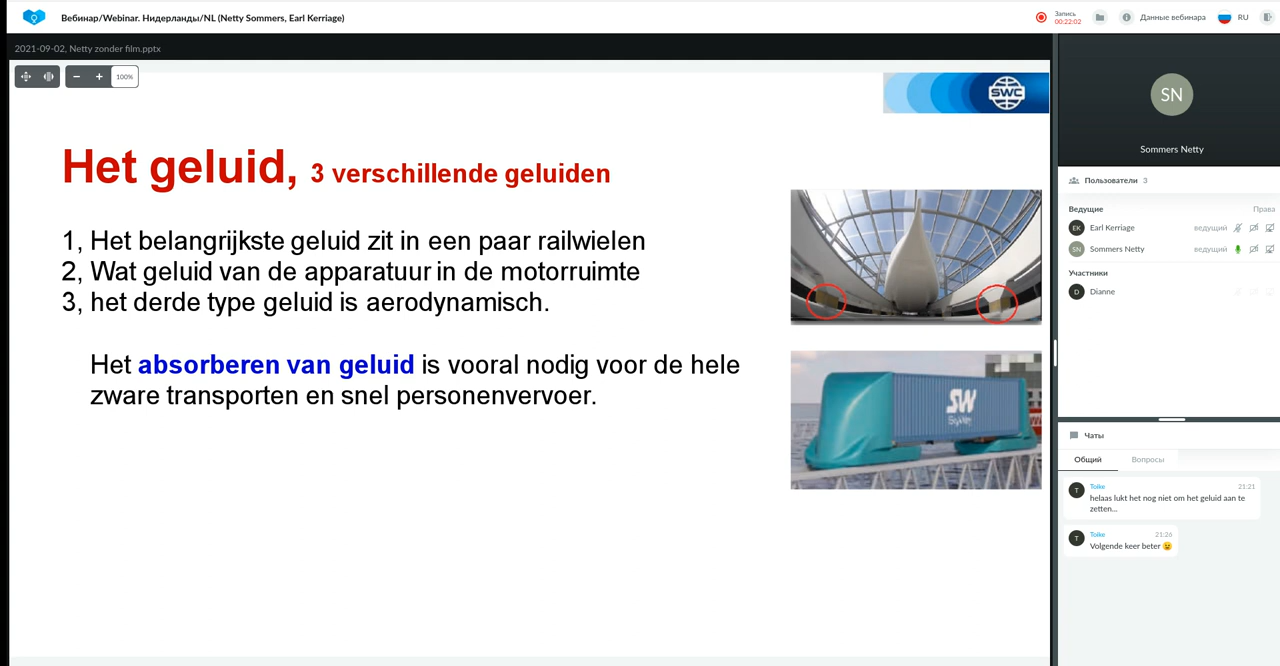 Вебинар/Webinar. Нидерланды/NL (Netty Sommers, Earl Kerriage)
Запись
00:22:02
Данные вебинара
RU
2021-09-02, Netty zonder film.pptx
100%
SWC
Het geluid, 3 verschillende geluiden
1, Het belangrijkste geluid zit in een paar railwielen
2, Wat geluid van de apparatuur in de motorruimte
3, het derde type geluid is aerodynamisch.
Het absorberen van geluid is vooral nodig voor de hele
zware transporten en snel personenvervoer.
SW
SkyWay
SN
Sommers Netty
Пользователи 3
Ведущие
Права
EK Earl Kerriage ведущий
SN Sommers Netty ведущий
Участники
D Dianne
Чаты
Общий
Вопросы
T Toike 21:21
helaas lukt het nog niet om het geluid aan te
zetten...
T Toike 21:26
Volgende keer beter 😉